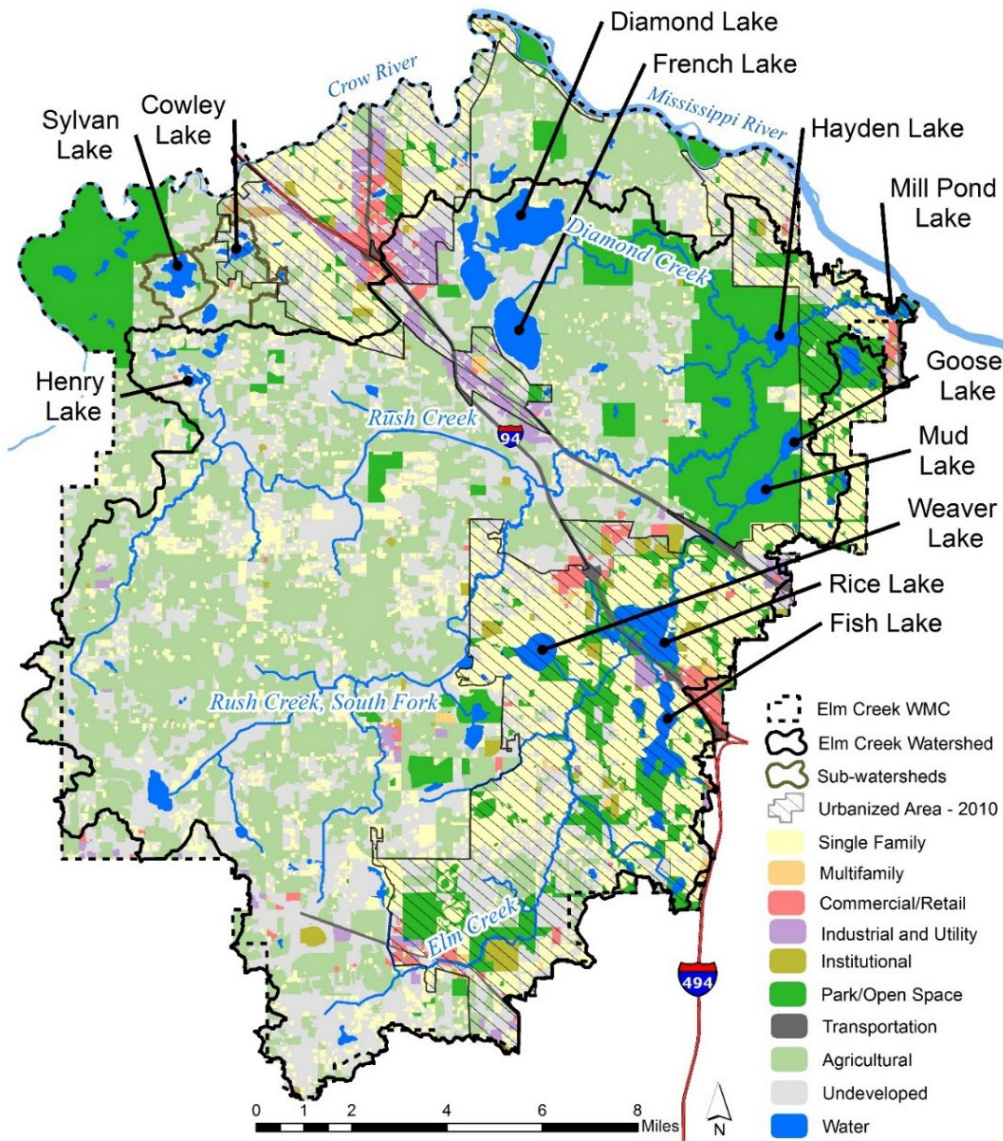 Diamond Lake
French Lake
Crow River
Mississippi River
Cowley
Lake
Sylvan
Lake
Hayden Lake
Mill Pond
Lake
Diamond Creek
Goose
Lake
Henry
Lake
Rush Creek
94
Mud
Lake
Weaver
Lake
Rice Lake
Fish Lake
Rush Creek, South Fork
Elm Creek
494
Elm Creek WMC
Elm Creek Watershed
Sub-watersheds
Urbanized Area - 2010
Single Family
Multifamily
Commercial/Retail
Industrial and Utility
Institutional
Park/Open Space
Transportation
Agricultural
Undeveloped
Water
0 1 2 4 6 8
Miles
N